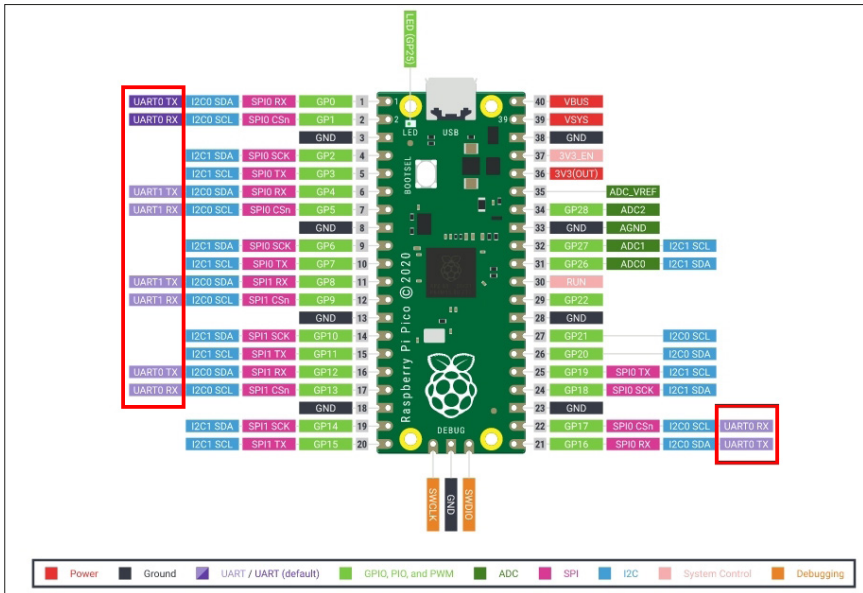 LED (GP25)
UART0 TX I2C0 SDA SPI0 RX GP0 1 1 40 VBUS
UART0 RX I2C0 SCL SPI0 CSn GP1 2 2 39 39 VSYS
GND 3 LED USB 38 GND
I2C1 SDA SPI0 SCK GP2 4 37 3V3_EN
I2C1 SCL SPI0 TX GP3 5 BOOTSEL 36 3V3(OUT)
UART1 TX I2C0 SDA SPI0 RX GP4 6 35 ADC_VREF
UART1 RX I2C0 SCL SPI0 CSn GP5 7 34 GP28 ADC2
GND 8 33 GND AGND
I2C1 SDA SPI0 SCK GP6 9 32 GP27 ADC1 I2C1 SCL
I2C1 SCL SPI0 TX GP7 10 31 GP26 ADC0 I2C1 SDA
UART1 TX I2C0 SDA SPI1 RX GP8 11 30 RUN
UART1 RX I2C0 SCL SPI1 CSn GP9 12 29 GP22
GND 13 28 GND
I2C1 SDA SPI1 SCK GP10 14 27 GP21 I2C0 SCL
I2C1 SCL SPI1 TX GP11 15 26 GP20 I2C0 SDA
UART0 TX I2C0 SDA SPI1 RX GP12 16 25 GP19 SPI0 TX I2C1 SCL
UART0 RX I2C0 SCL SPI1 CSn GP13 17 24 GP18 SPI0 SCK I2C1 SDA
GND 18 23 GND
I2C1 SDA SPI1 SCK GP14 19 22 GP17 SPI0 CSn I2C0 SCL UART0 RX
I2C1 SCL SPI1 TX GP15 20 21 GP16 SPI0 RX I2C0 SDA UART0 TX
Raspberry Pi Pico © 2020
DEBUG
SWCLK GND SWDIO
Power Ground UART / UART (default) GPIO, PIO, and PWM ADC SPI I2C System Control Debugging